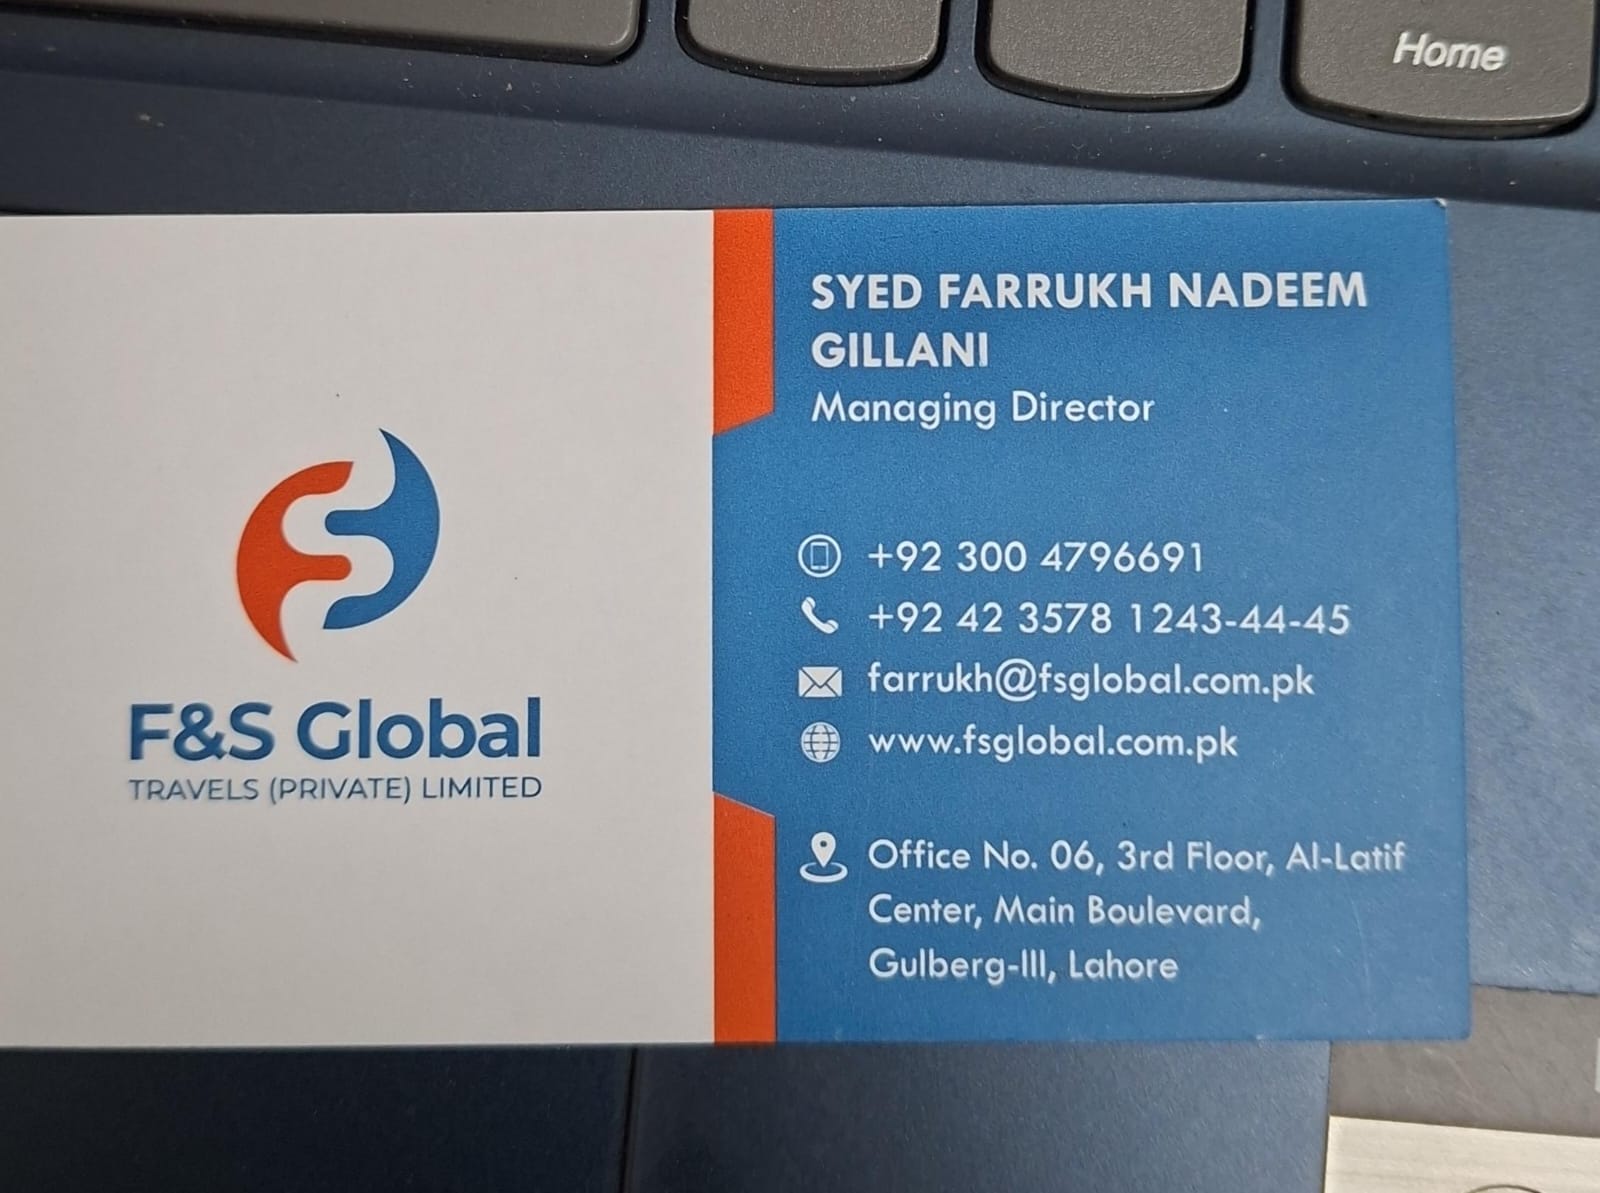 Home
SYED FARRUKH NADEEM
GILLANI
Managing Director
+92 300 4796691
+92 42 3578 1243-44-45
farrukh@fsglobal.com.pk
www.fsglobal.com.pk
Office No. 06, 3rd Floor, Al-Latif
Center, Main Boulevard,
Gulberg-III, Lahore
F&S Global
TRAVELS (PRIVATE) LIMITED